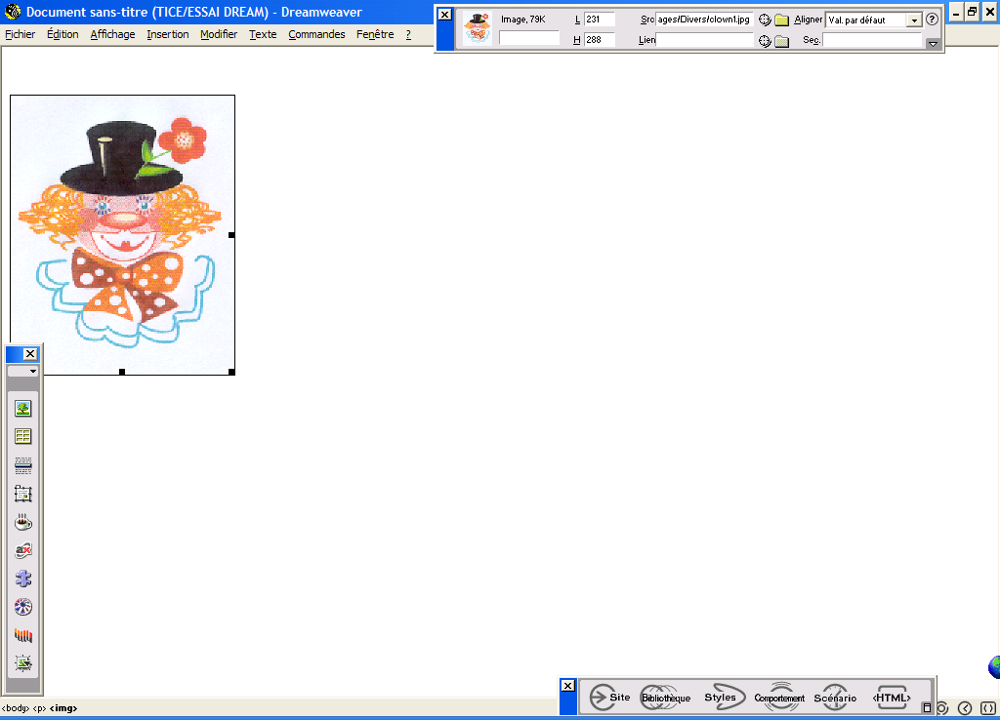 Document sans-titre (TICE/ESSAI DREAM) - Dreamweaver
Fichier Édition Affichage Insertion Modifier Texte Commandes Fenêtre ?
Image, 79K L 231 Src ages/Divers/clown1.jpg Aligner Val. par défaut
H 288 Lien Sec.
Site Bibliothèque Styles Comportement Scénario <HTML>
<body> <p> <img>